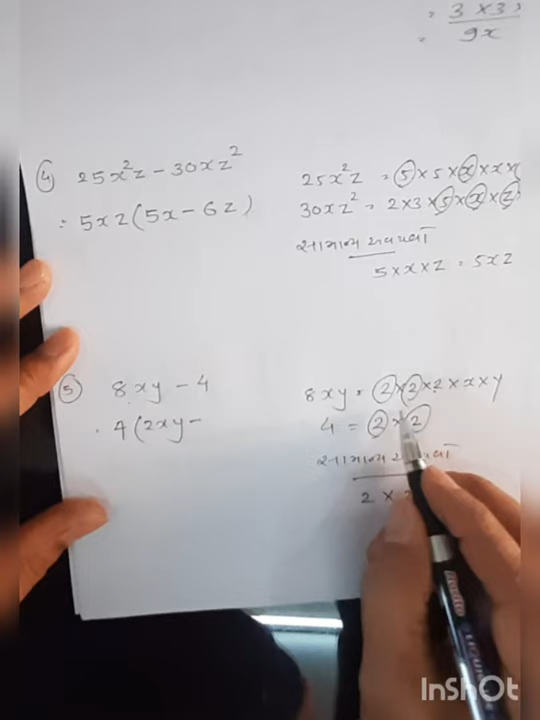 3 × 3
= 9x
④ 25x²z − 30xz²
= 5xz(5x − 6z)
25x²z = 5 × 5 × x × x ×
30xz² = 2 × 3 × 5 × x × z
સામાન્ય અવયવો
5 × x × z = 5xz
⑤ 8xy − 4
= 4(2xy −
8xy = 2 × 2 × 2 × x × y
4 = 2 × 2
સામાન્ય
2 ×
InShOt